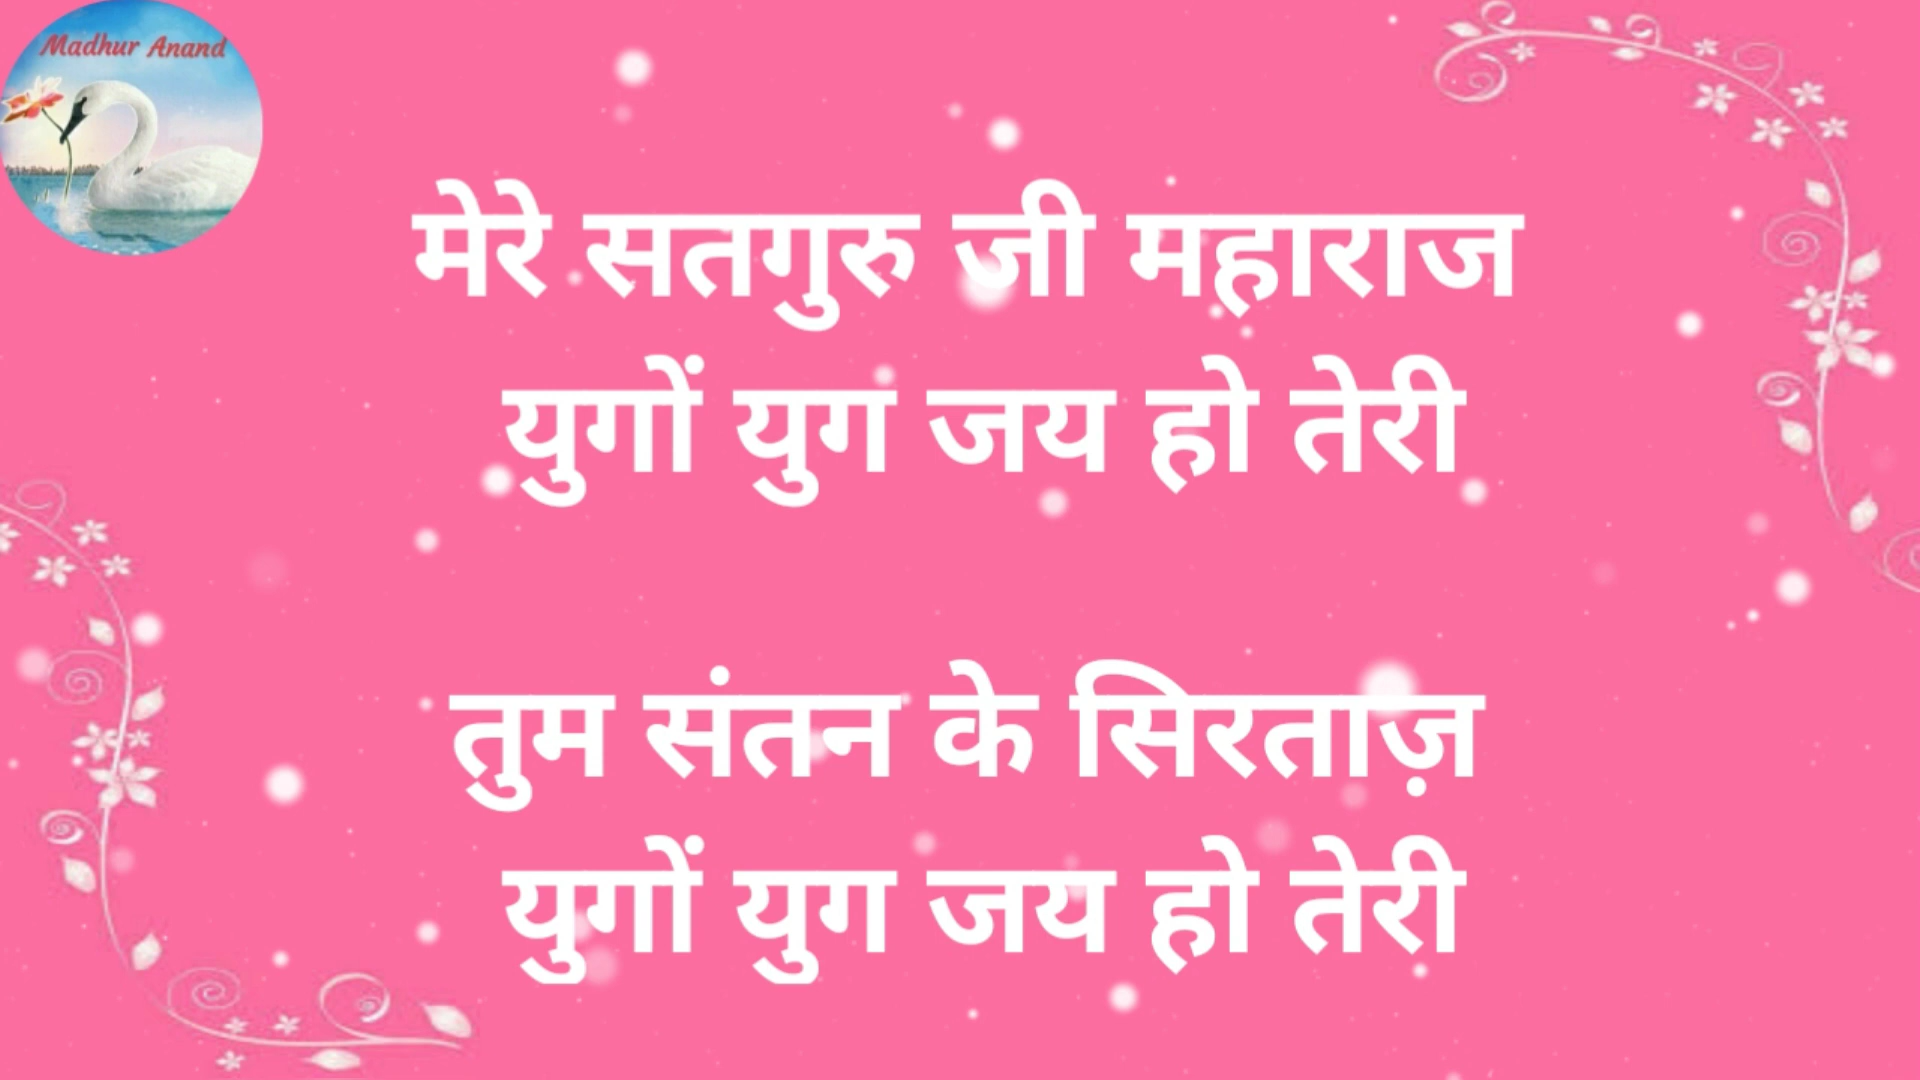 Madhur Anand
मेरे सतगुरु जी महाराज
युगों युग जय हो तेरी
तुम संतन के सिरताज़
युगों युग जय हो तेरी